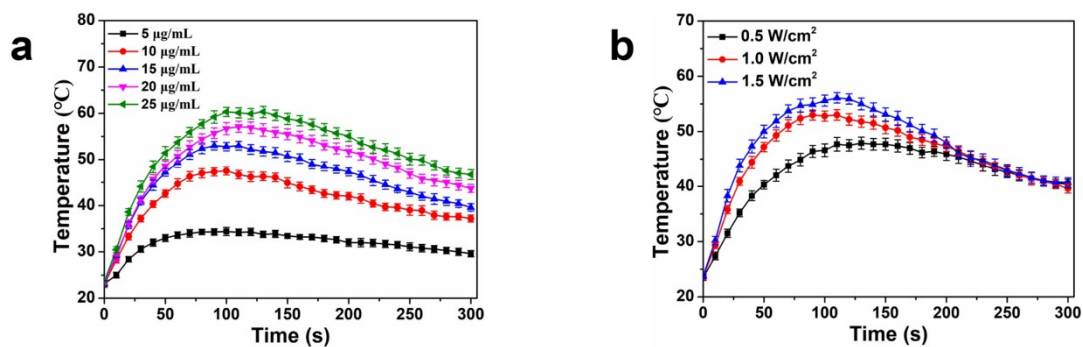 a
Temperature (℃)
80
70
60
50
40
30
20
5 μg/mL
10 μg/mL
15 μg/mL
20 μg/mL
25 μg/mL
0 50 100 150 200 250 300
Time (s)
b
Temperature (℃)
70
60
50
40
30
20
0.5 W/cm²
1.0 W/cm²
1.5 W/cm²
0 50 100 150 200 250 300
Time (s)